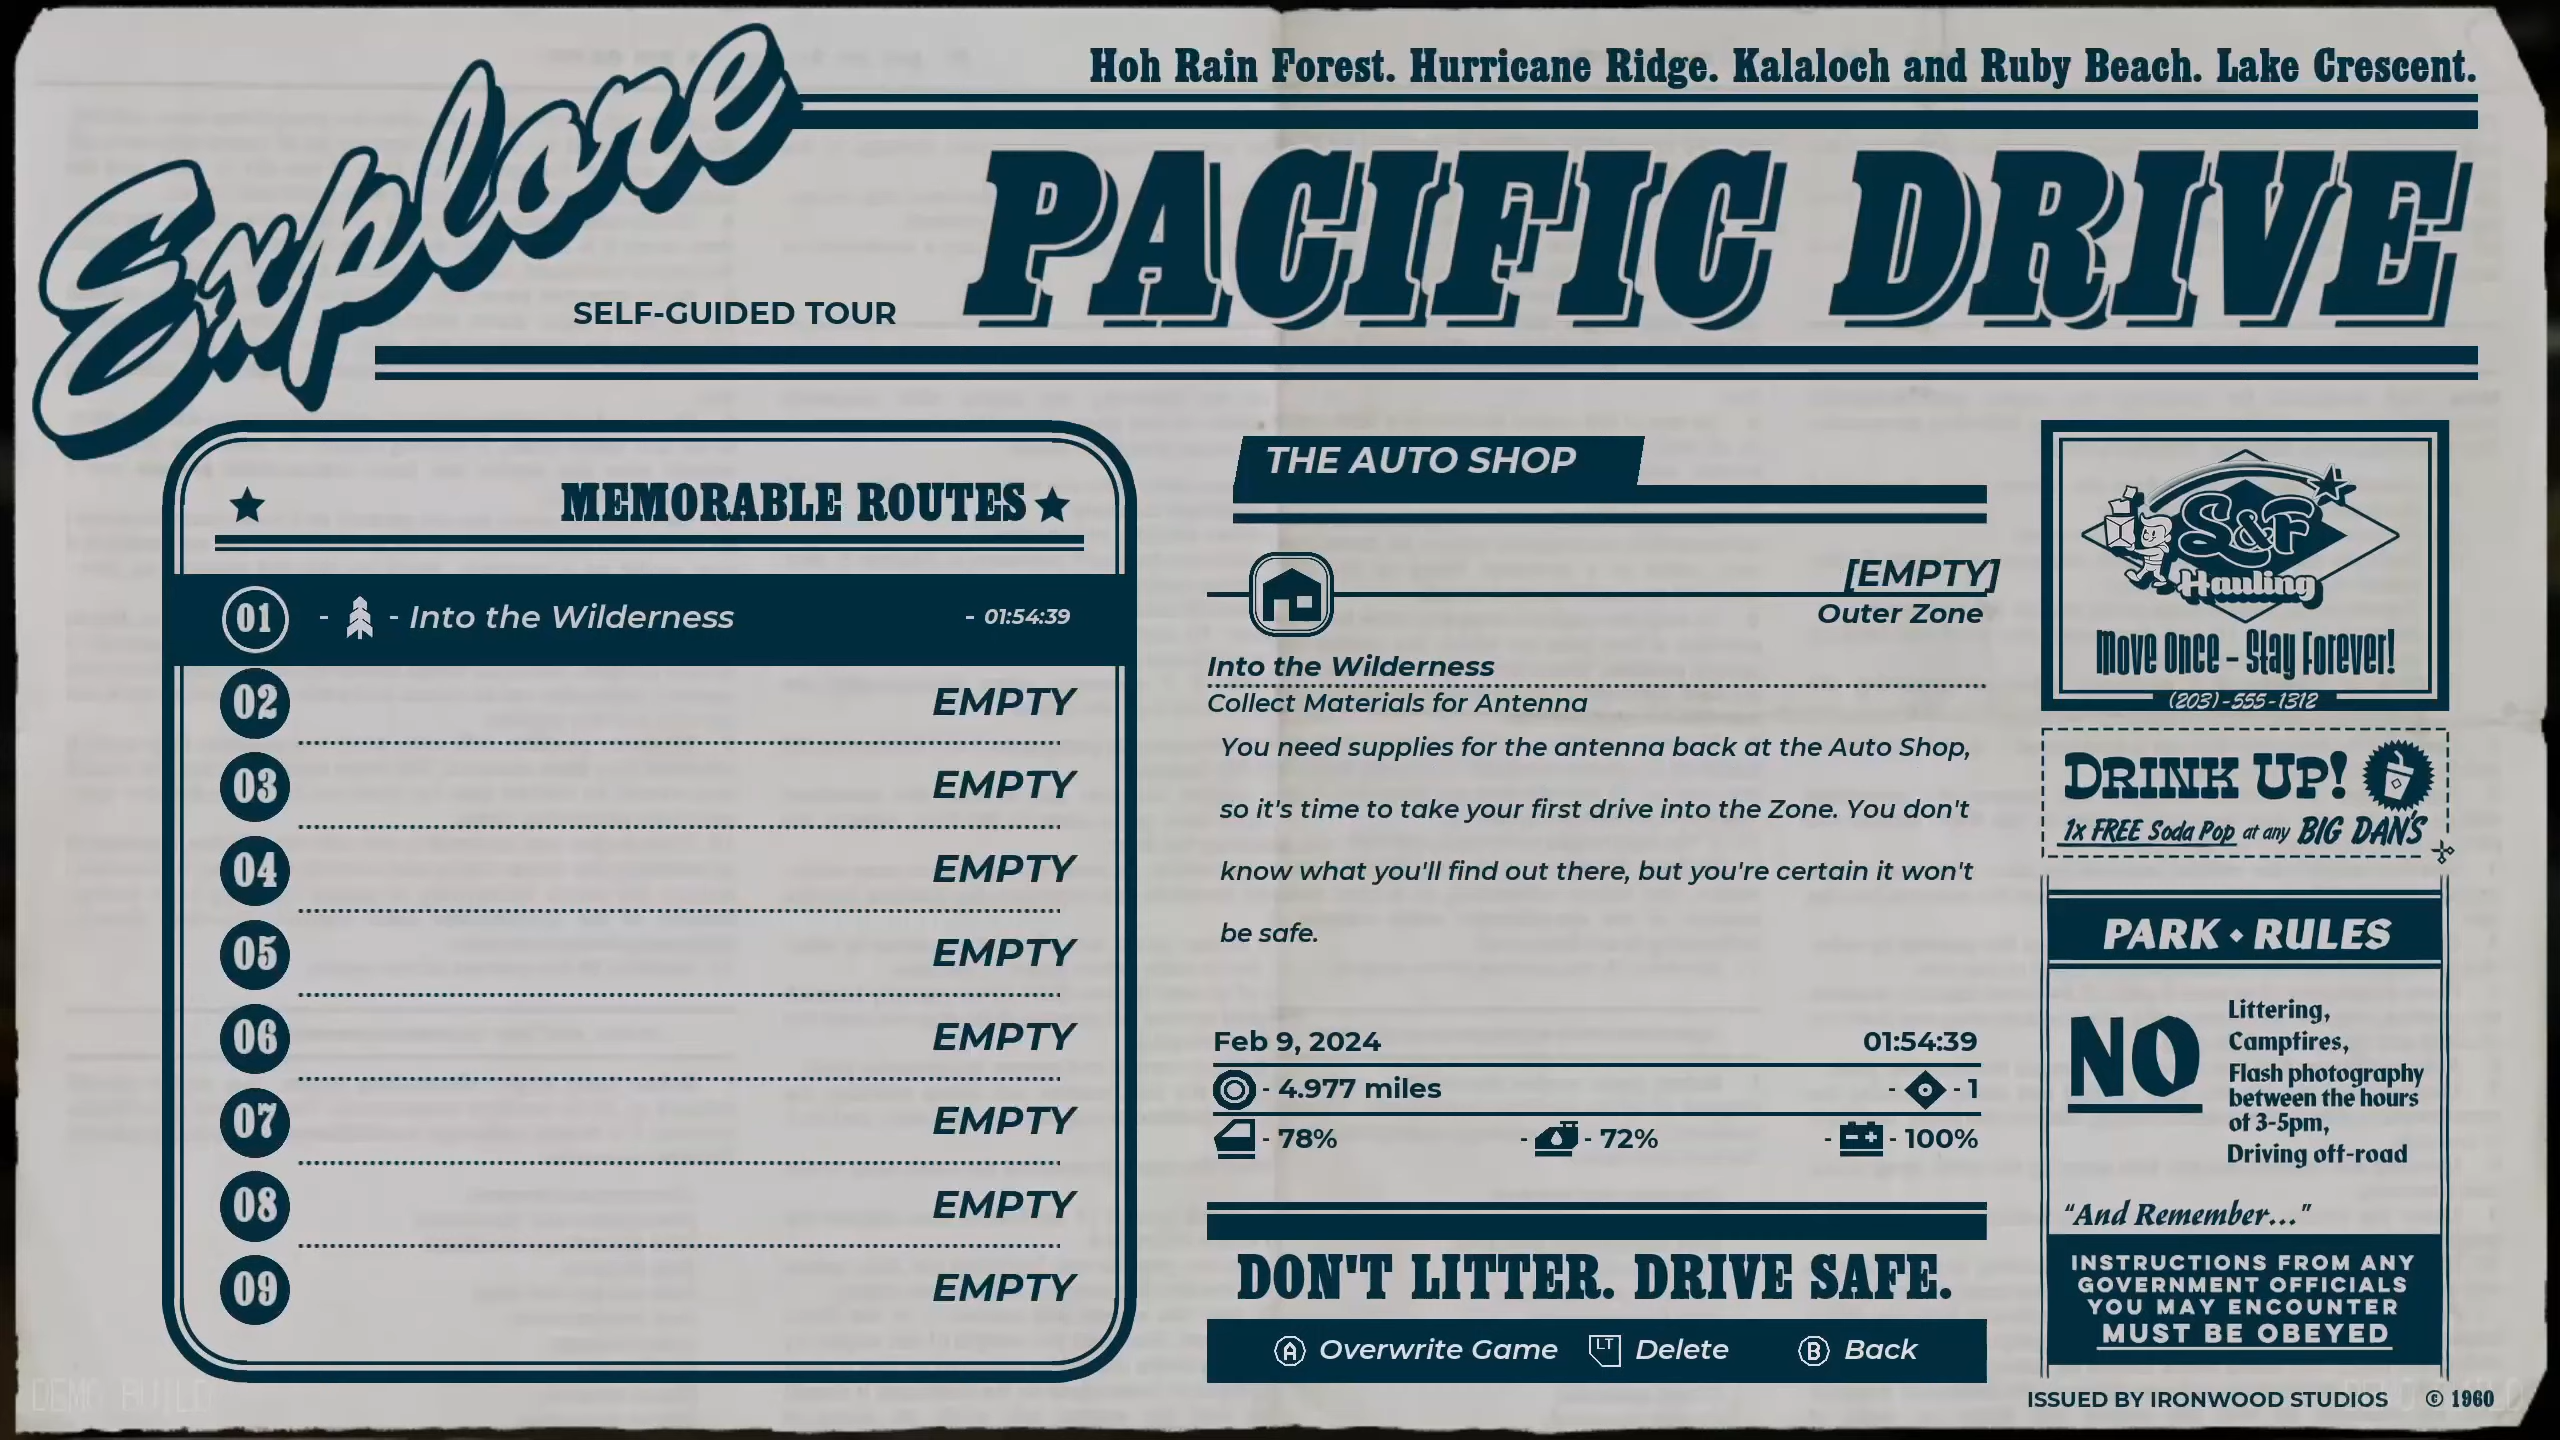 Explore
Hoh Rain Forest. Hurricane Ridge. Kalaloch and Ruby Beach. Lake Crescent.
PACIFIC DRIVE
SELF-GUIDED TOUR
MEMORABLE ROUTES
01 - - Into the Wilderness - 01:54:39
02 EMPTY
03 EMPTY
04 EMPTY
05 EMPTY
06 EMPTY
07 EMPTY
08 EMPTY
09 EMPTY
THE AUTO SHOP
[EMPTY]
Outer Zone
Into the Wilderness
Collect Materials for Antenna
You need supplies for the antenna back at the Auto Shop,
so it's time to take your first drive into the Zone. You don't
know what you'll find out there, but you're certain it won't
be safe.
Feb 9, 2024 01:54:39
- 4.977 miles - - 1
- 78% - - 72% - - 100%
DON'T LITTER. DRIVE SAFE.
A Overwrite Game LT Delete B Back
S&F
Hauling
Move Once - Stay Forever!
(203)-555-1312
DRINK UP!
1x FREE Soda Pop at any BIG DAN'S
PARK • RULES
NO
Littering,
Campfires,
Flash photography
between the hours
of 3-5pm,
Driving off-road
"And Remember..."
INSTRUCTIONS FROM ANY
GOVERNMENT OFFICIALS
YOU MAY ENCOUNTER
MUST BE OBEYED
ISSUED BY IRONWOOD STUDIOS © 1960
DEMO BUILD